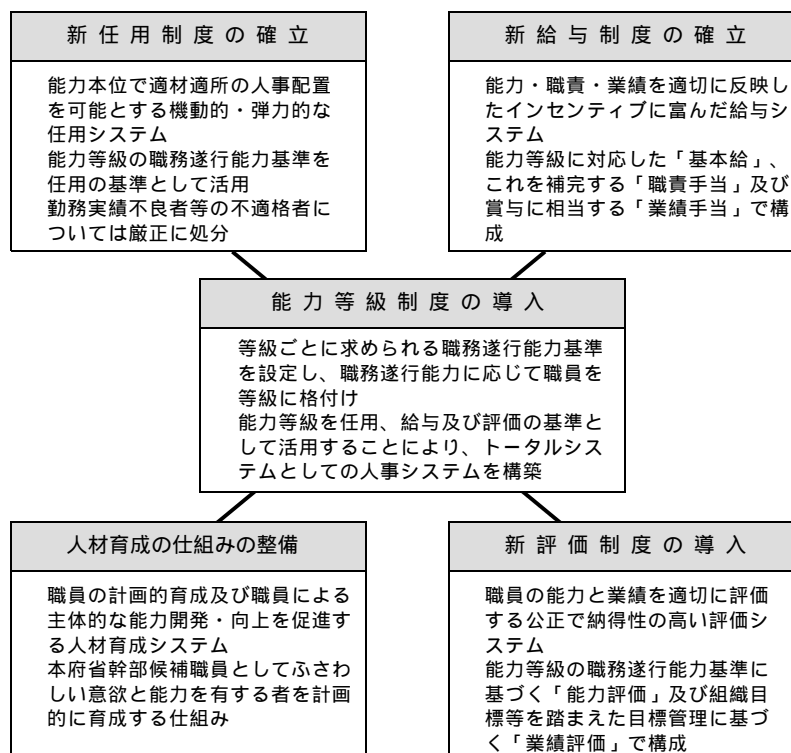 新任用制度の確立
能力本位で適材適所の人事配置
を可能とする機動的・弾力的な
任用システム
能力等級の職務遂行能力基準を
任用の基準として活用
勤務実績不良者等の不適格者に
ついては厳正に処分
新給与制度の確立
能力・職責・業績を適切に反映し
たインセンティブに富んだ給与シ
ステム
能力等級に対応した「基本給」、
これを補完する「職責手当」及び
賞与に相当する「業績手当」で構
成
能力等級制度の導入
等級ごとに求められる職務遂行能力基準
を設定し、職務遂行能力に応じて職員を
等級に格付け
能力等級を任用、給与及び評価の基準と
して活用することにより、トータルシス
テムとしての人事システムを構築
人材育成の仕組みの整備
職員の計画的育成及び職員による
主体的な能力開発・向上を促進す
る人材育成システム
本府省幹部候補職員としてふさわ
しい意欲と能力を有する者を計画
的に育成する仕組み
新評価制度の導入
職員の能力と業績を適切に評価
する公正で納得性の高い評価シ
ステム
能力等級の職務遂行能力基準に
基づく「能力評価」及び組織目
標等を踏まえた目標管理に基づ
く「業績評価」で構成